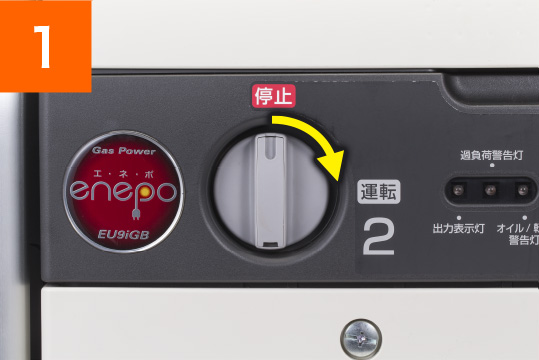 1
停止
Gas Power
エ・ネ・ポ
enepo
EU9iGB
運転
2
過負荷警告灯
出力表示灯
オイル / 
警告灯